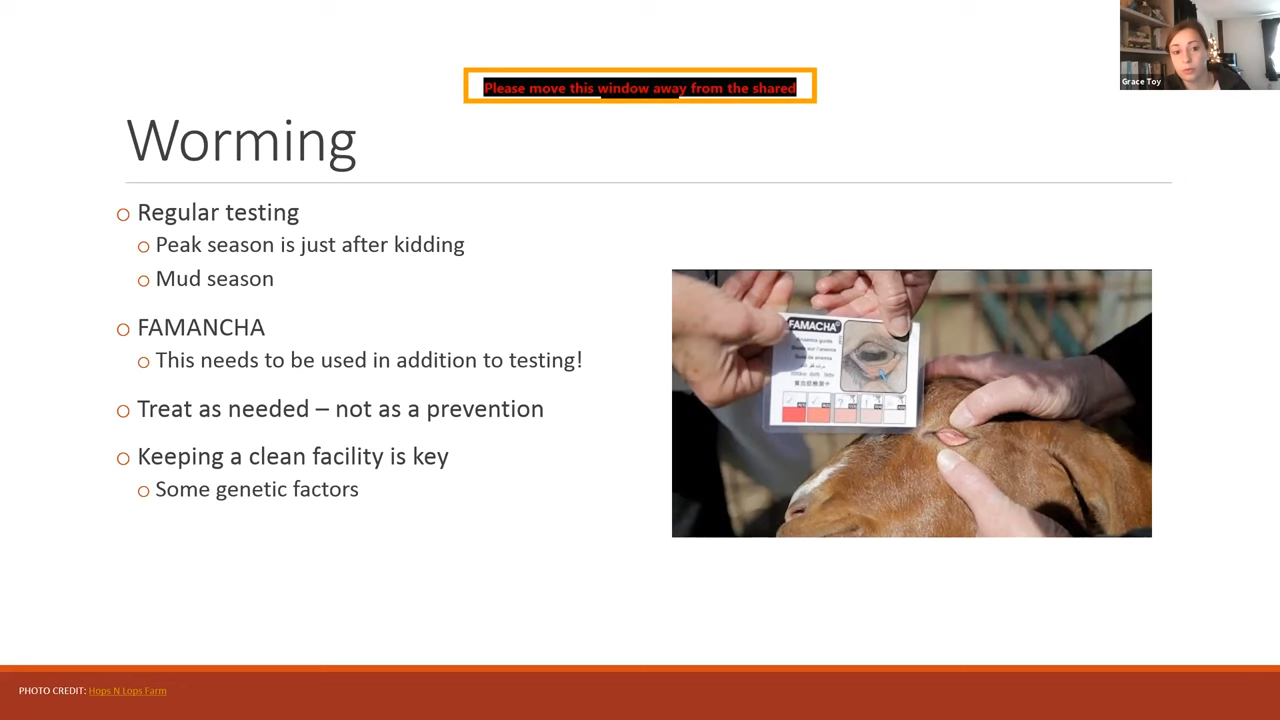 Grace Toy
Please move this window away from the shared
Worming
Regular testing
Peak season is just after kidding
Mud season
FAMANCHA
This needs to be used in addition to testing!
Treat as needed – not as a prevention
Keeping a clean facility is key
Some genetic factors
FAMACHA
PHOTO CREDIT: Hops N Lops Farm